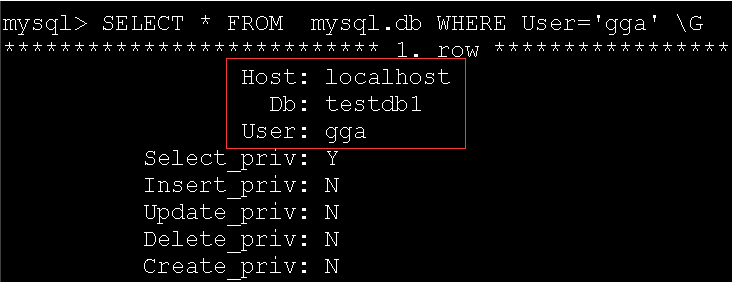 mysql> SELECT * FROM  mysql.db WHERE User='gga' \G
*************************** 1. row *****************
Host: localhost
Db: testdb1
User: gga
Select_priv: Y
Insert_priv: N
Update_priv: N
Delete_priv: N
Create_priv: N